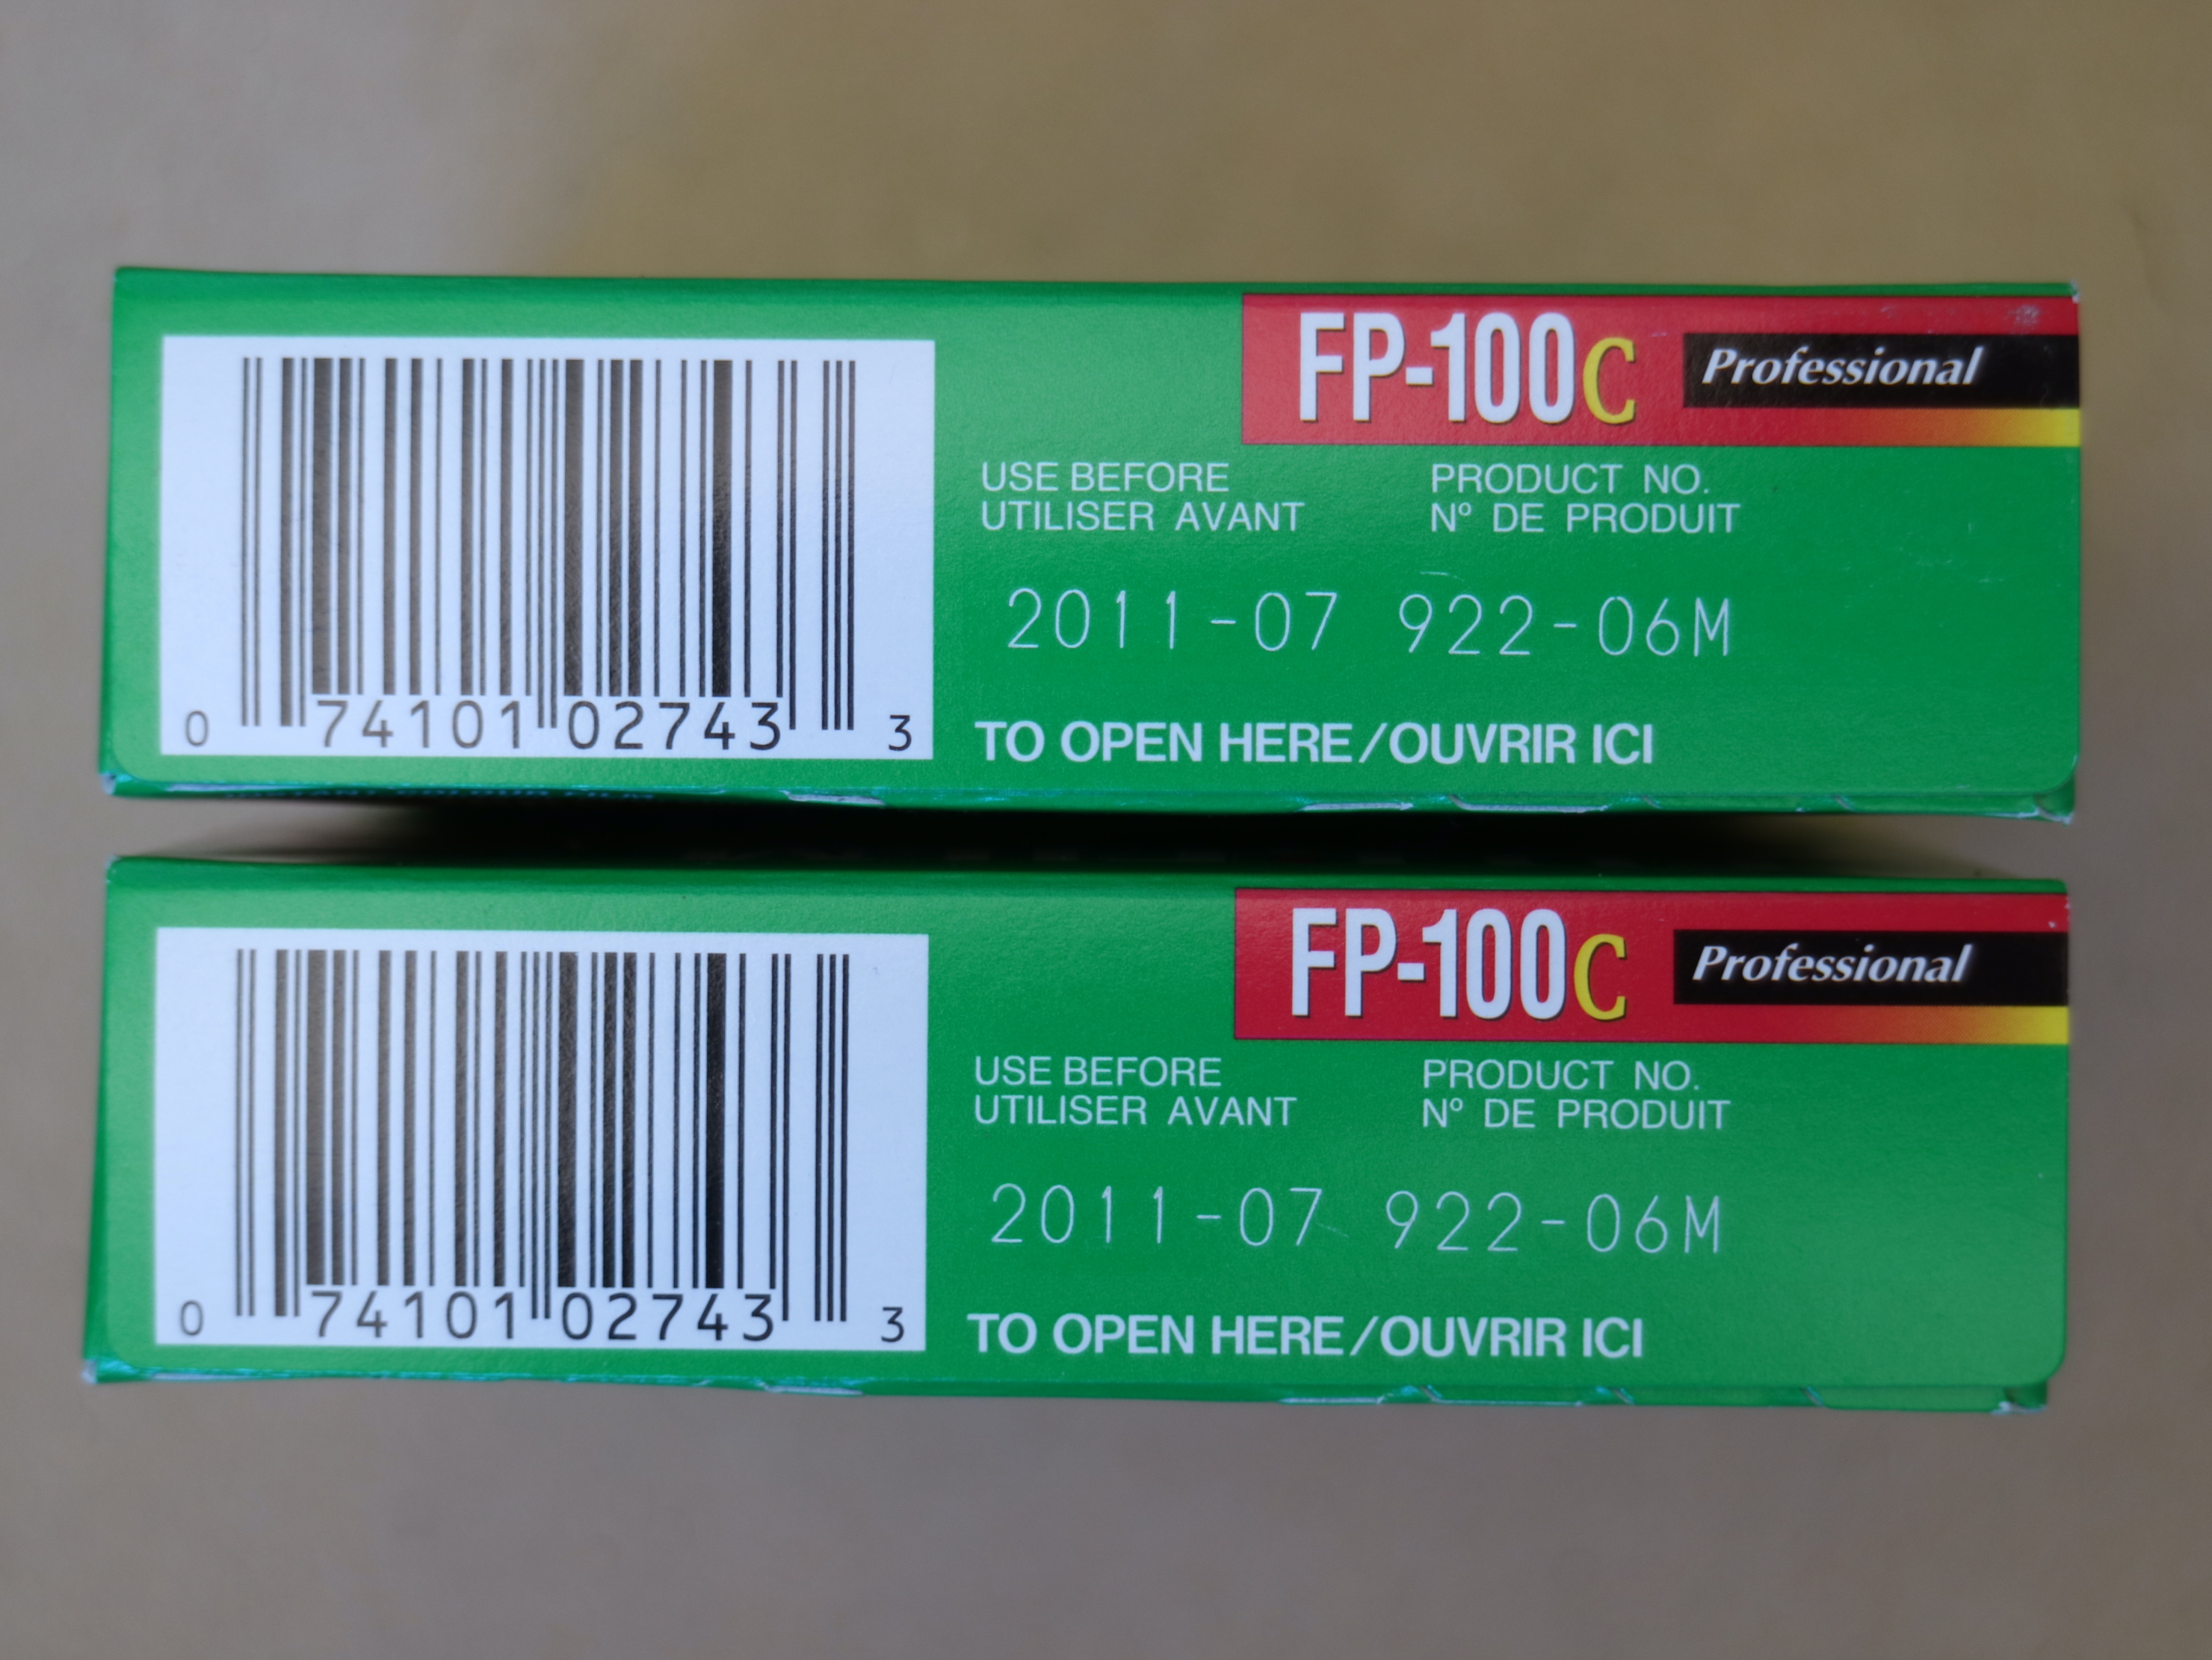 FP-100C Professional
USE BEFORE PRODUCT NO.
UTILISER AVANT Nº DE PRODUIT
2011-07 922-06M
0 74101 02743 3
TO OPEN HERE/OUVRIR ICI
FP-100C Professional
USE BEFORE PRODUCT NO.
UTILISER AVANT Nº DE PRODUIT
2011-07 922-06M
0 74101 02743 3
TO OPEN HERE/OUVRIR ICI